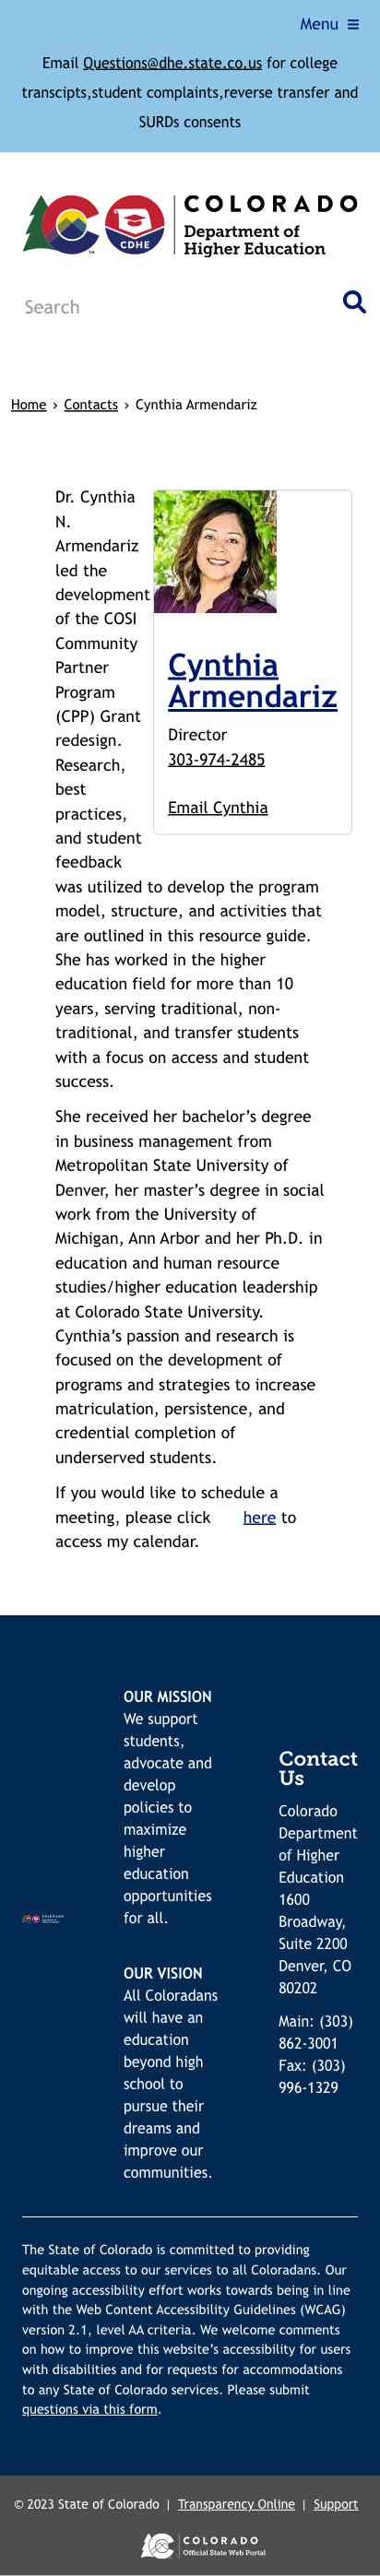 Menu ≡
Email Questions@dhe.state.co.us for college
transcipts,student complaints,reverse transfer and
SURDs consents
COLORADO
Department of
Higher Education
CDHE
TM
Search
Home › Contacts › Cynthia Armendariz
Dr. Cynthia
N.
Armendariz
led the
development
of the COSI
Community
Partner
Program
(CPP) Grant
redesign.
Research,
best
practices,
and student
feedback
was utilized to develop the program
model, structure, and activities that
are outlined in this resource guide.
She has worked in the higher
education field for more than 10
years, serving traditional, non-
traditional, and transfer students
with a focus on access and student
success.
Cynthia
Armendariz
Director
303-974-2485
Email Cynthia
She received her bachelor’s degree
in business management from
Metropolitan State University of
Denver, her master’s degree in social
work from the University of
Michigan, Ann Arbor and her Ph.D. in
education and human resource
studies/higher education leadership
at Colorado State University.
Cynthia’s passion and research is
focused on the development of
programs and strategies to increase
matriculation, persistence, and
credential completion of
underserved students.
If you would like to schedule a
meeting, please click here to
access my calendar.
OUR MISSION
We support
students,
advocate and
develop
policies to
maximize
higher
education
opportunities
for all.
OUR VISION
All Coloradans
will have an
education
beyond high
school to
pursue their
dreams and
improve our
communities.
Contact
Us
Colorado
Department
of Higher
Education
1600
Broadway,
Suite 2200
Denver, CO
80202
Main: (303)
862-3001
Fax: (303)
996-1329
The State of Colorado is committed to providing
equitable access to our services to all Coloradans. Our
ongoing accessibility effort works towards being in line
with the Web Content Accessibility Guidelines (WCAG)
version 2.1, level AA criteria. We welcome comments
on how to improve this website’s accessibility for users
with disabilities and for requests for accommodations
to any State of Colorado services. Please submit
questions via this form.
© 2023 State of Colorado | Transparency Online | Support
COLORADO
Official State Web Portal